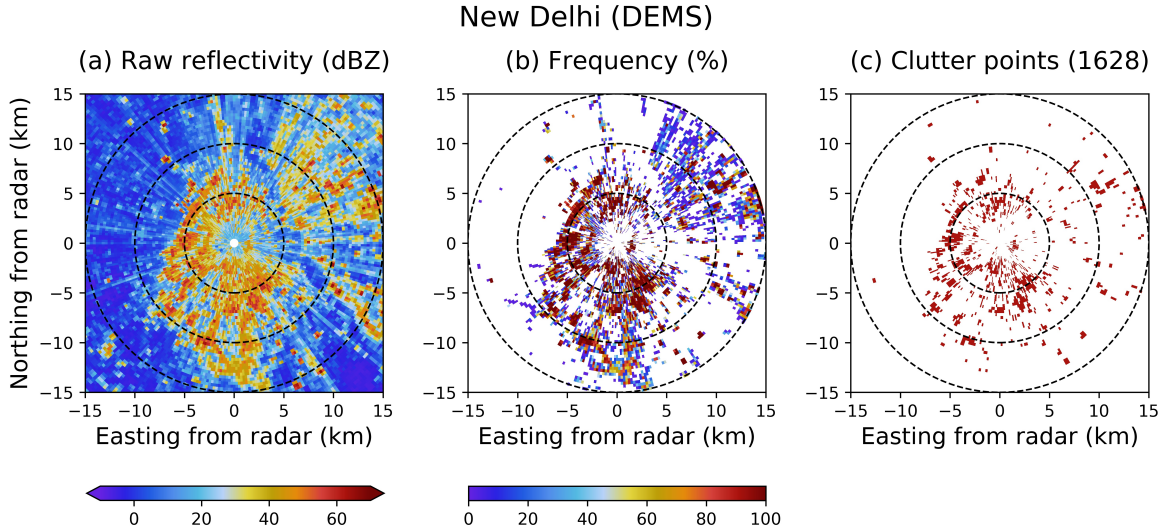 New Delhi (DEMS)
(a) Raw reflectivity (dBZ)
(b) Frequency (%)
(c) Clutter points (1628)
Northing from radar (km)
15
10
5
0
−5
−10
−15
−15 −10 −5 0 5 10 15
Easting from radar (km)
15
10
5
0
−5
−10
−15
−15 −10 −5 0 5 10 15
Easting from radar (km)
15
10
5
0
−5
−10
−15
−15 −10 −5 0 5 10 15
Easting from radar (km)
0 20 40 60
0 20 40 60 80 100